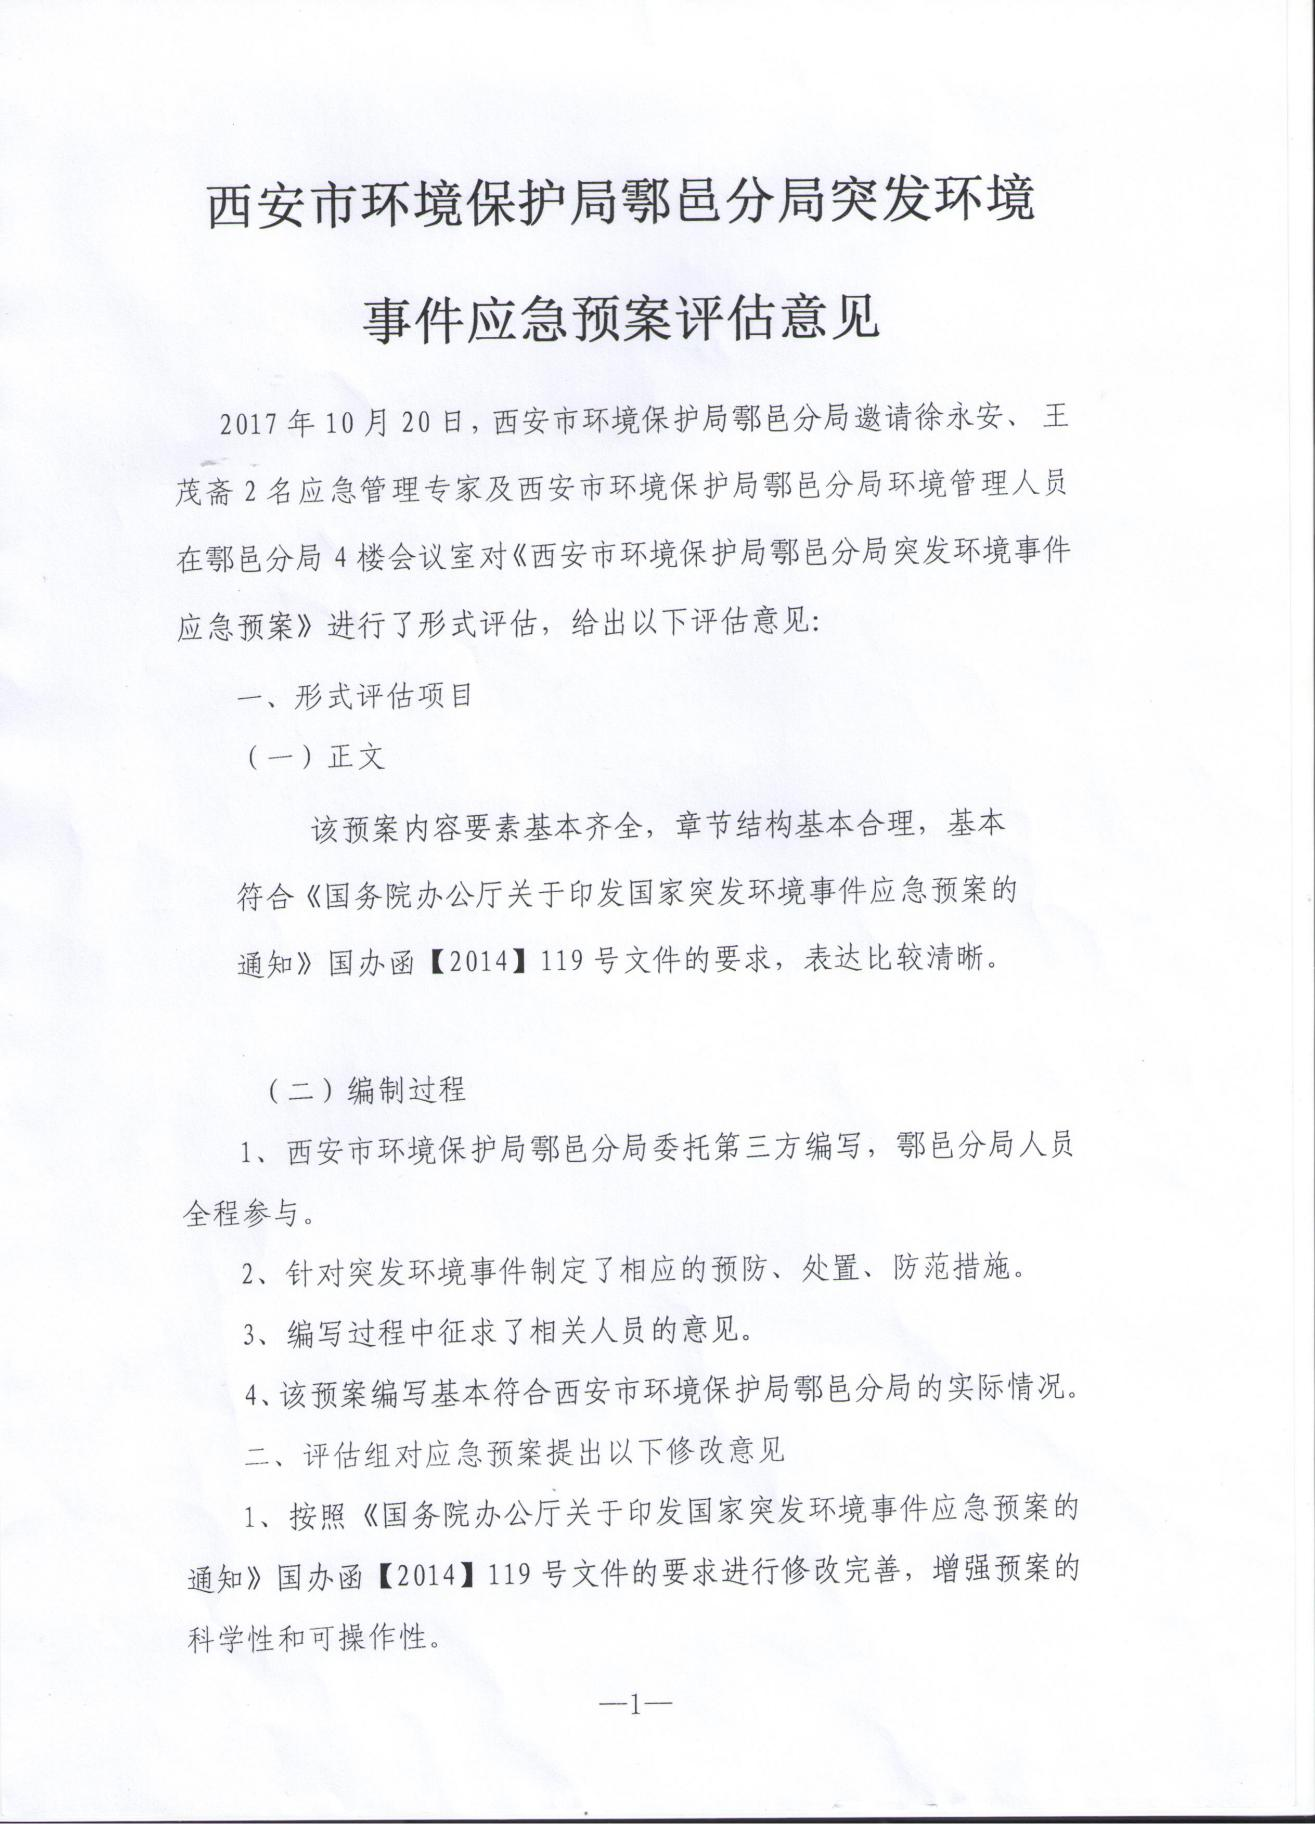 西安市环境保护局鄠邑分局突发环境
事件应急预案评估意见
2017年10月20日,西安市环境保护局鄠邑分局邀请徐永安、王
茂斋2名应急管理专家及西安市环境保护局鄠邑分局环境管理人员
在鄠邑分局4楼会议室对《西安市环境保护局鄠邑分局突发环境事件
应急预案》进行了形式评估，给出以下评估意见:
一、形式评估项目
（一）正文
该预案内容要素基本齐全，章节结构基本合理，基本
符合《国务院办公厅关于印发国家突发环境事件应急预案的
通知》国办函【2014】119号文件的要求，表达比较清晰。
（二）编制过程
1、西安市环境保护局鄠邑分局委托第三方编写，鄠邑分局人员
全程参与。
2、针对突发环境事件制定了相应的预防、处置、防范措施。
3、编写过程中征求了相关人员的意见。
4、该预案编写基本符合西安市环境保护局鄠邑分局的实际情况。
二、评估组对应急预案提出以下修改意见
1、按照《国务院办公厅关于印发国家突发环境事件应急预案的
通知》国办函【2014】119号文件的要求进行修改完善，增强预案的
科学性和可操作性。
—1—